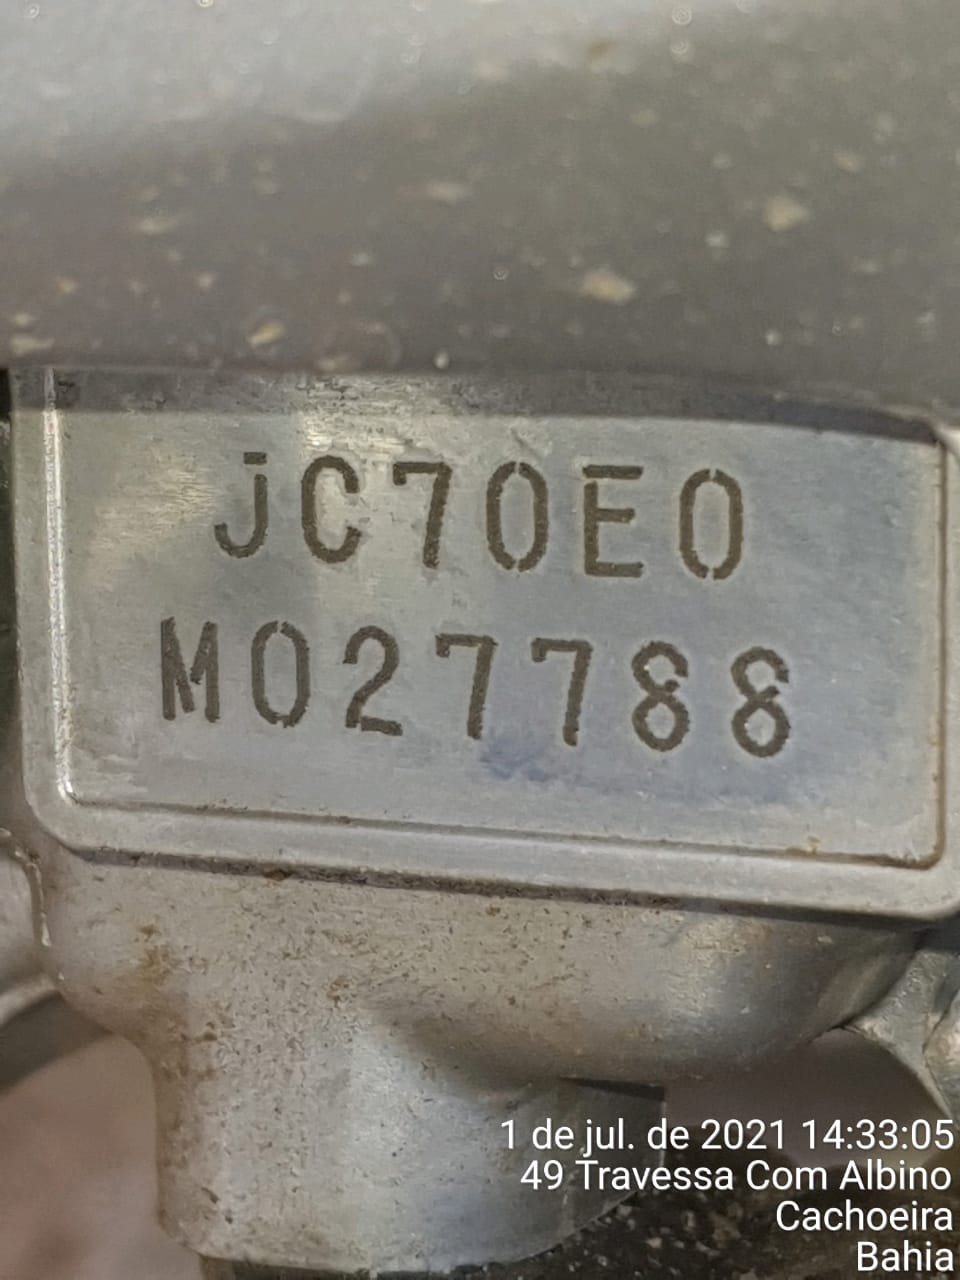 JC70E0
M027788
1 de jul. de 2021 14:33:05
49 Travessa Com Albino
Cachoeira
Bahia